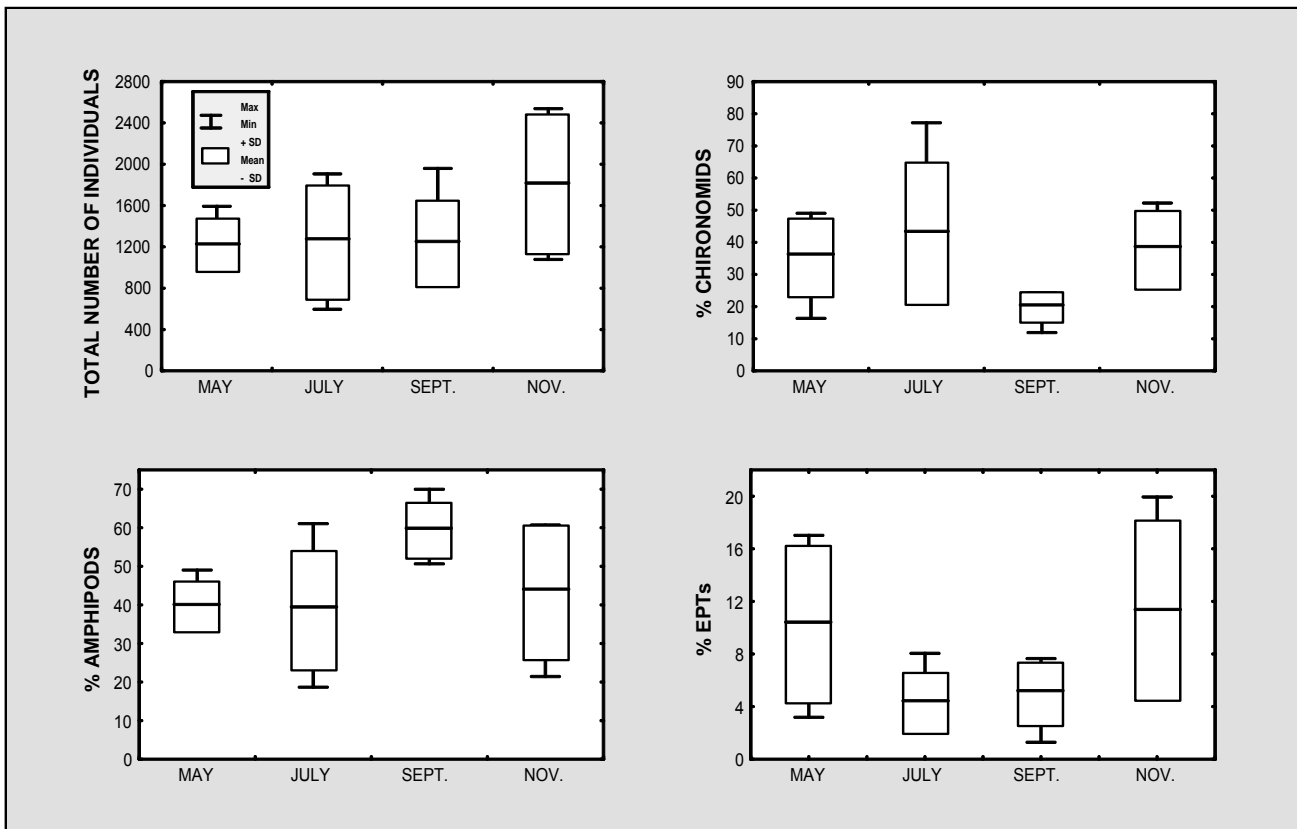 TOTAL NUMBER OF INDIVIDUALS
2800
2400
2000
1600
1200
800
400
0
Max
Min
+ SD
Mean
- SD
MAY JULY SEPT. NOV.
% CHIRONOMIDS
90
80
70
60
50
40
30
20
10
0
MAY JULY SEPT. NOV.
% AMPHIPODS
70
60
50
40
30
20
10
0
MAY JULY SEPT. NOV.
% EPTs
20
16
12
8
4
0
MAY JULY SEPT. NOV.